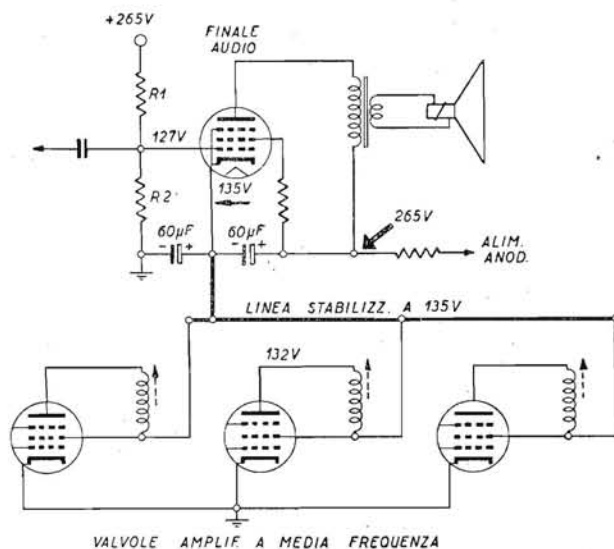 +265V
FINALE
AUDIO
R1
127V
R2
135V
60µF
- +
60µF
- +
265V
ALIM.
ANOD.
LINEA STABILIZZ. A 135V
132V
VALVOLE AMPLIF. A MEDIA FREQUENZA